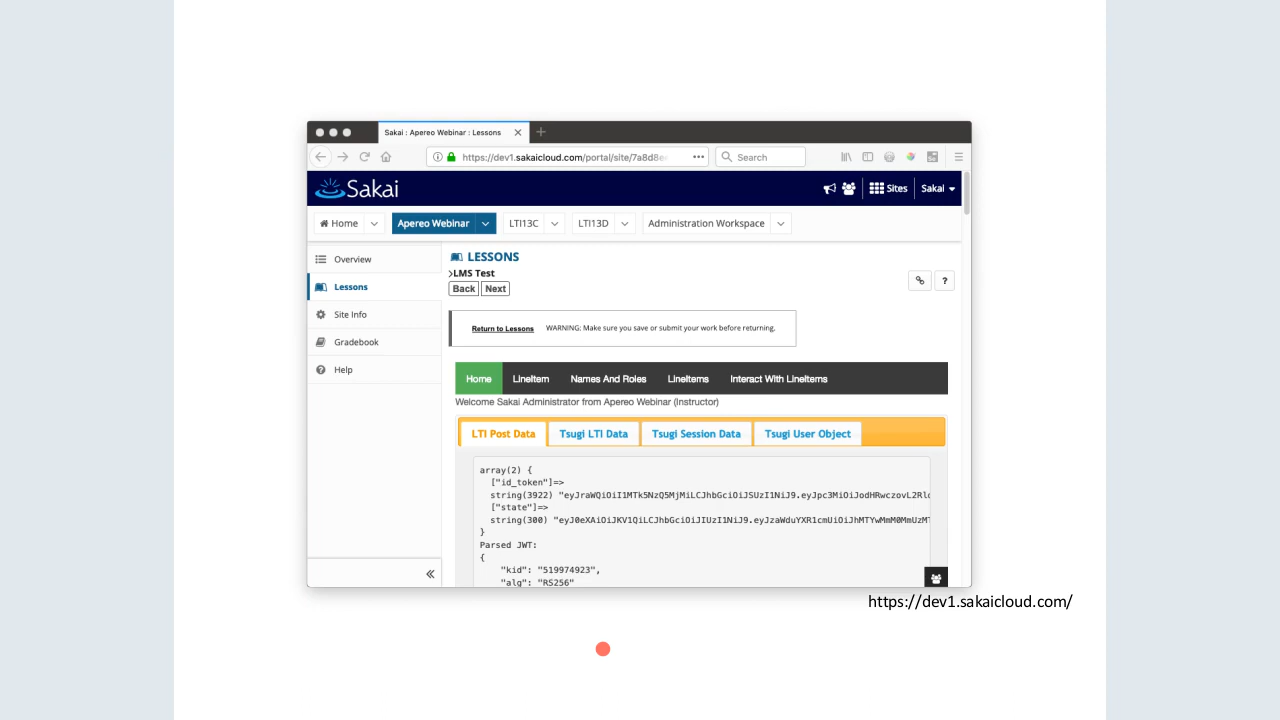 Sakai : Apereo Webinar : Lessons
https://dev1.sakaicloud.com/portal/site/7a8d8e
Search
Sakai
Sites
Sakai
Home
Apereo Webinar
LTI13C
LTI13D
Administration Workspace
Overview
Lessons
Site Info
Gradebook
Help
LESSONS
>LMS Test
Back Next
?
Return to Lessons WARNING: Make sure you save or submit your work before returning.
Home LineItem Names And Roles LineItems Interact With LineItems
Welcome Sakai Administrator from Apereo Webinar (Instructor)
LTI Post Data Tsugi LTI Data Tsugi Session Data Tsugi User Object
array(2) {
["id_token"]=>
string(3922)
["state"]=>
string(300)
}
Parsed JWT:
{
"kid": "519974923",
"alg": "RS256"
https://dev1.sakaicloud.com/